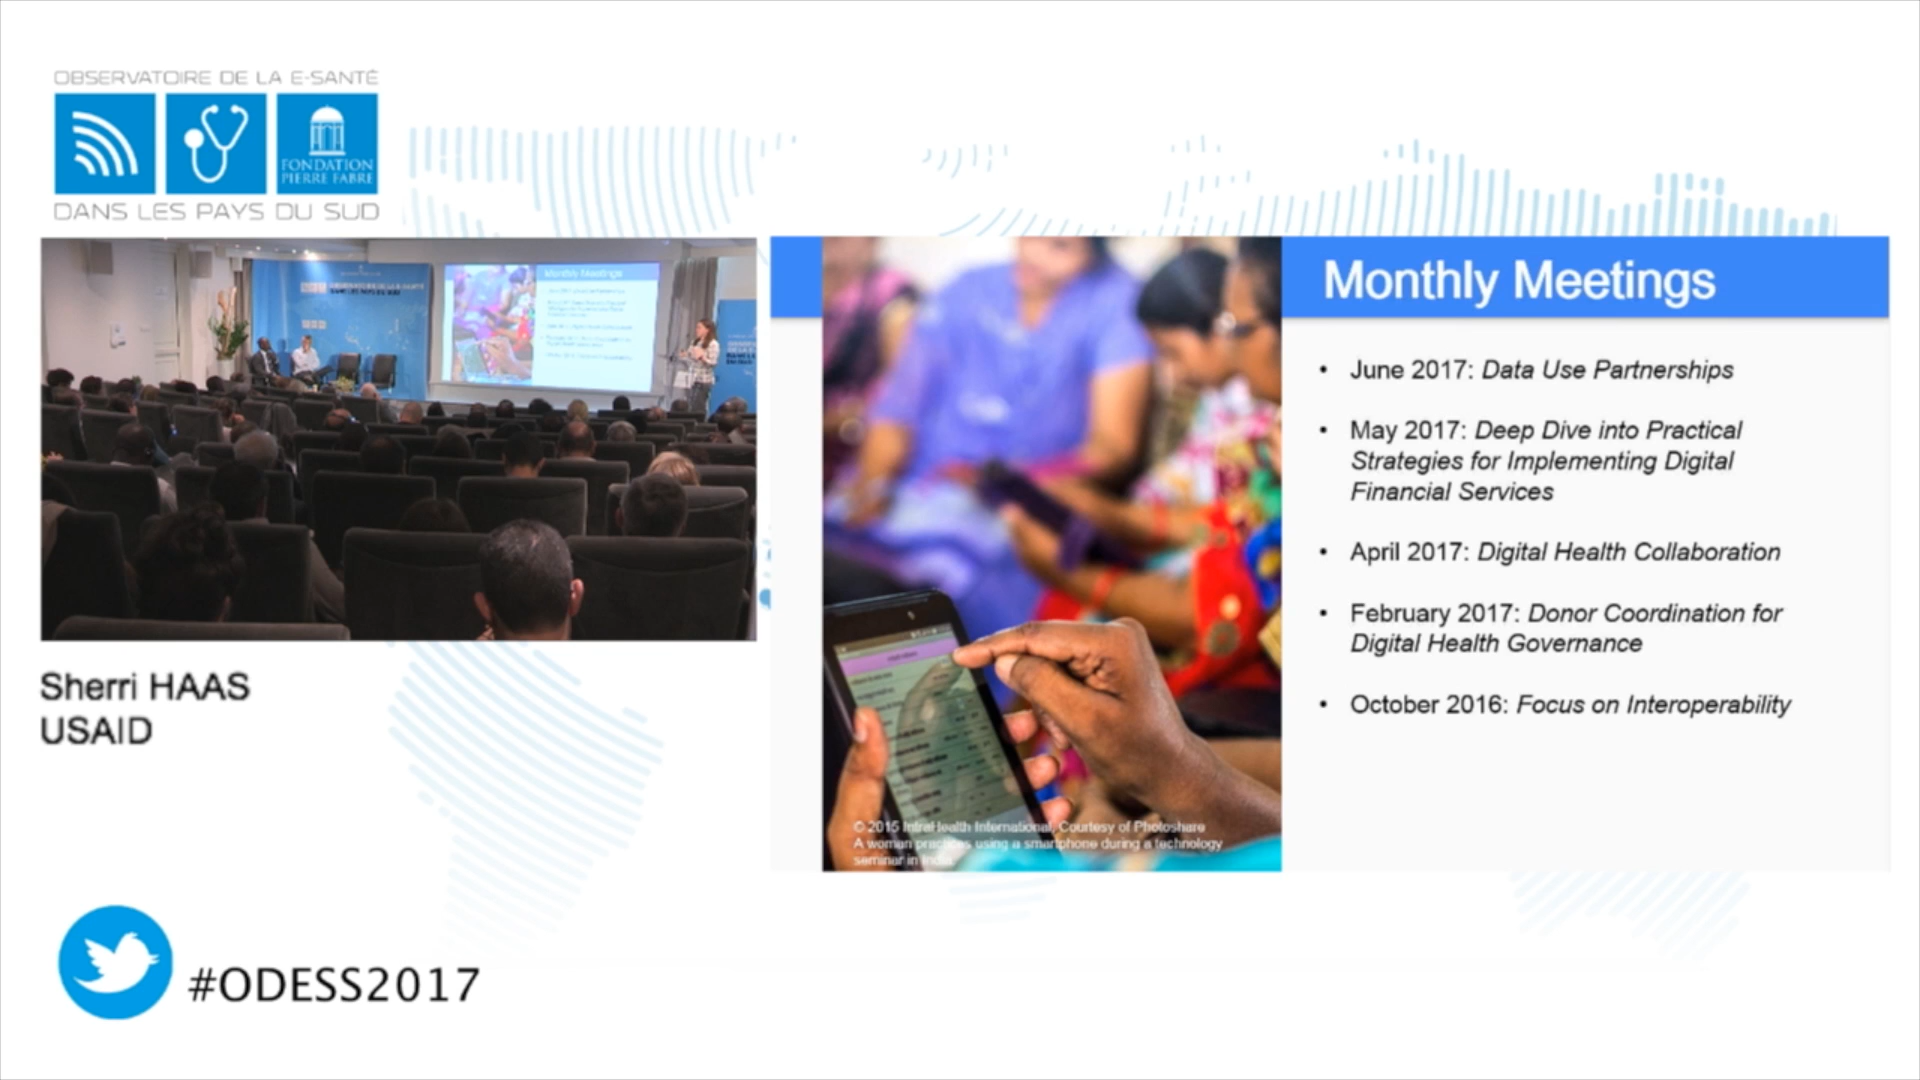 OBSERVATOIRE DE LA E-SANTÉ
FONDATION
PIERRE FABRE
DANS LES PAYS DU SUD
Monthly Meetings
Sherri HAAS
USAID
Monthly Meetings
• June 2017: Data Use Partnerships
• May 2017: Deep Dive into Practical
Strategies for Implementing Digital
Financial Services
• April 2017: Digital Health Collaboration
• February 2017: Donor Coordination for
Digital Health Governance
• October 2016: Focus on Interoperability
© 2015 IntraHealth International, Courtesy of Photoshare
A woman practices using a smartphone during a technology
seminar in India.
#ODESS2017